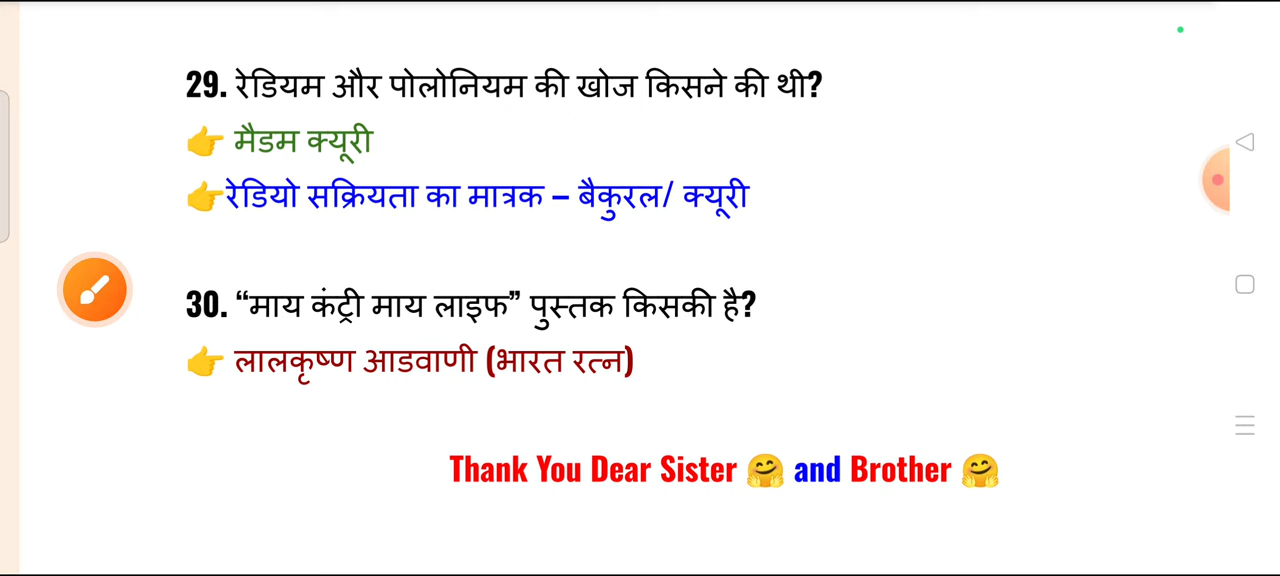 29. रेडियम और पोलोनियम की खोज किसने की थी?
👉 मैडम क्यूरी
👉रेडियो सक्रियता का मात्रक – बैकुरल/ क्यूरी
30. “माय कंट्री माय लाइफ” पुस्तक किसकी है?
👉 लालकृष्ण आडवाणी (भारत रत्न)
Thank You Dear Sister 🤗 and Brother 🤗